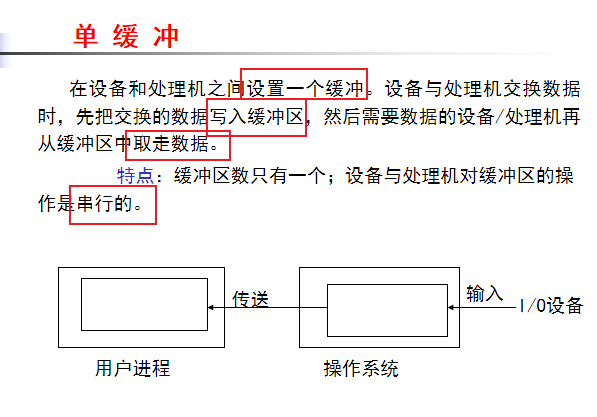 单 缓 冲
在设备和处理机之间设置一个缓冲。设备与处理机交换数据
时，先把交换的数据写入缓冲区，然后需要数据的设备/处理机再
从缓冲区中取走数据。
特点：缓冲区数只有一个；设备与处理机对缓冲区的操
作是串行的。
传送
输入
I/O设备
用户进程
操作系统